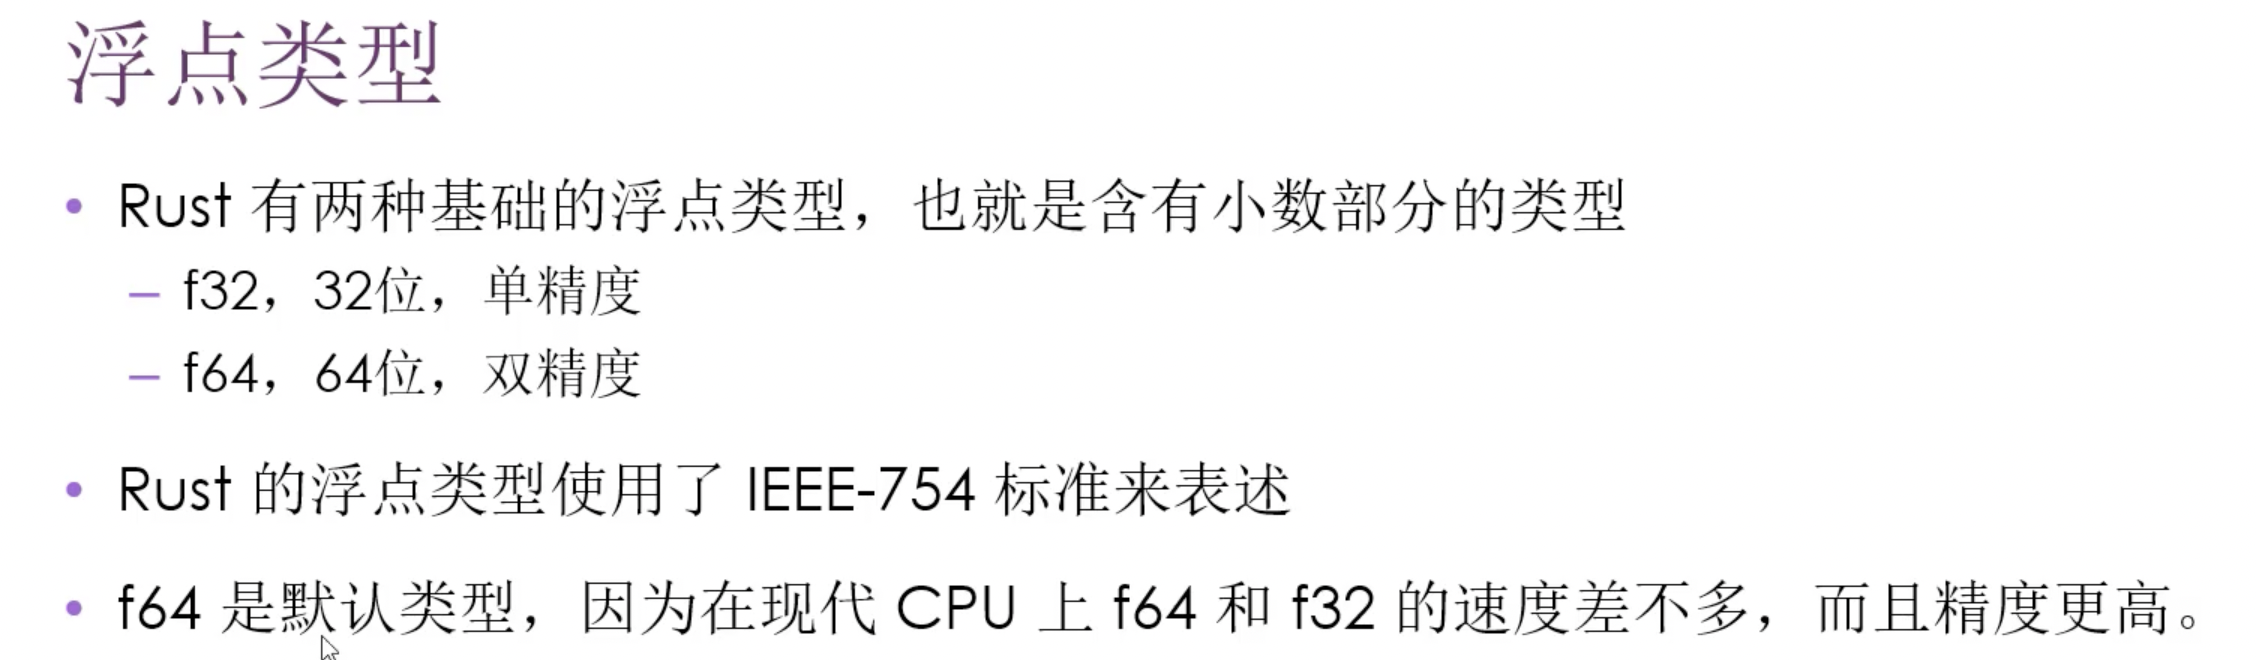 浮点类型
• Rust 有两种基础的浮点类型，也就是含有小数部分的类型
– f32，32位，单精度
– f64，64位，双精度
• Rust 的浮点类型使用了 IEEE-754 标准来表述
• f64 是默认类型，因为在现代 CPU 上 f64 和 f32 的速度差不多，而且精度更高。